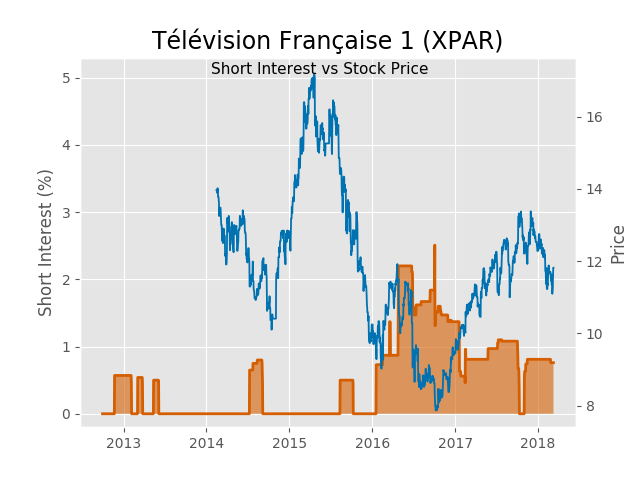 Télévision Française 1 (XPAR)
Short Interest vs Stock Price
Short Interest (%)
5
4
3
2
1
0
16
14
12
10
8
Price
2013 2014 2015 2016 2017 2018